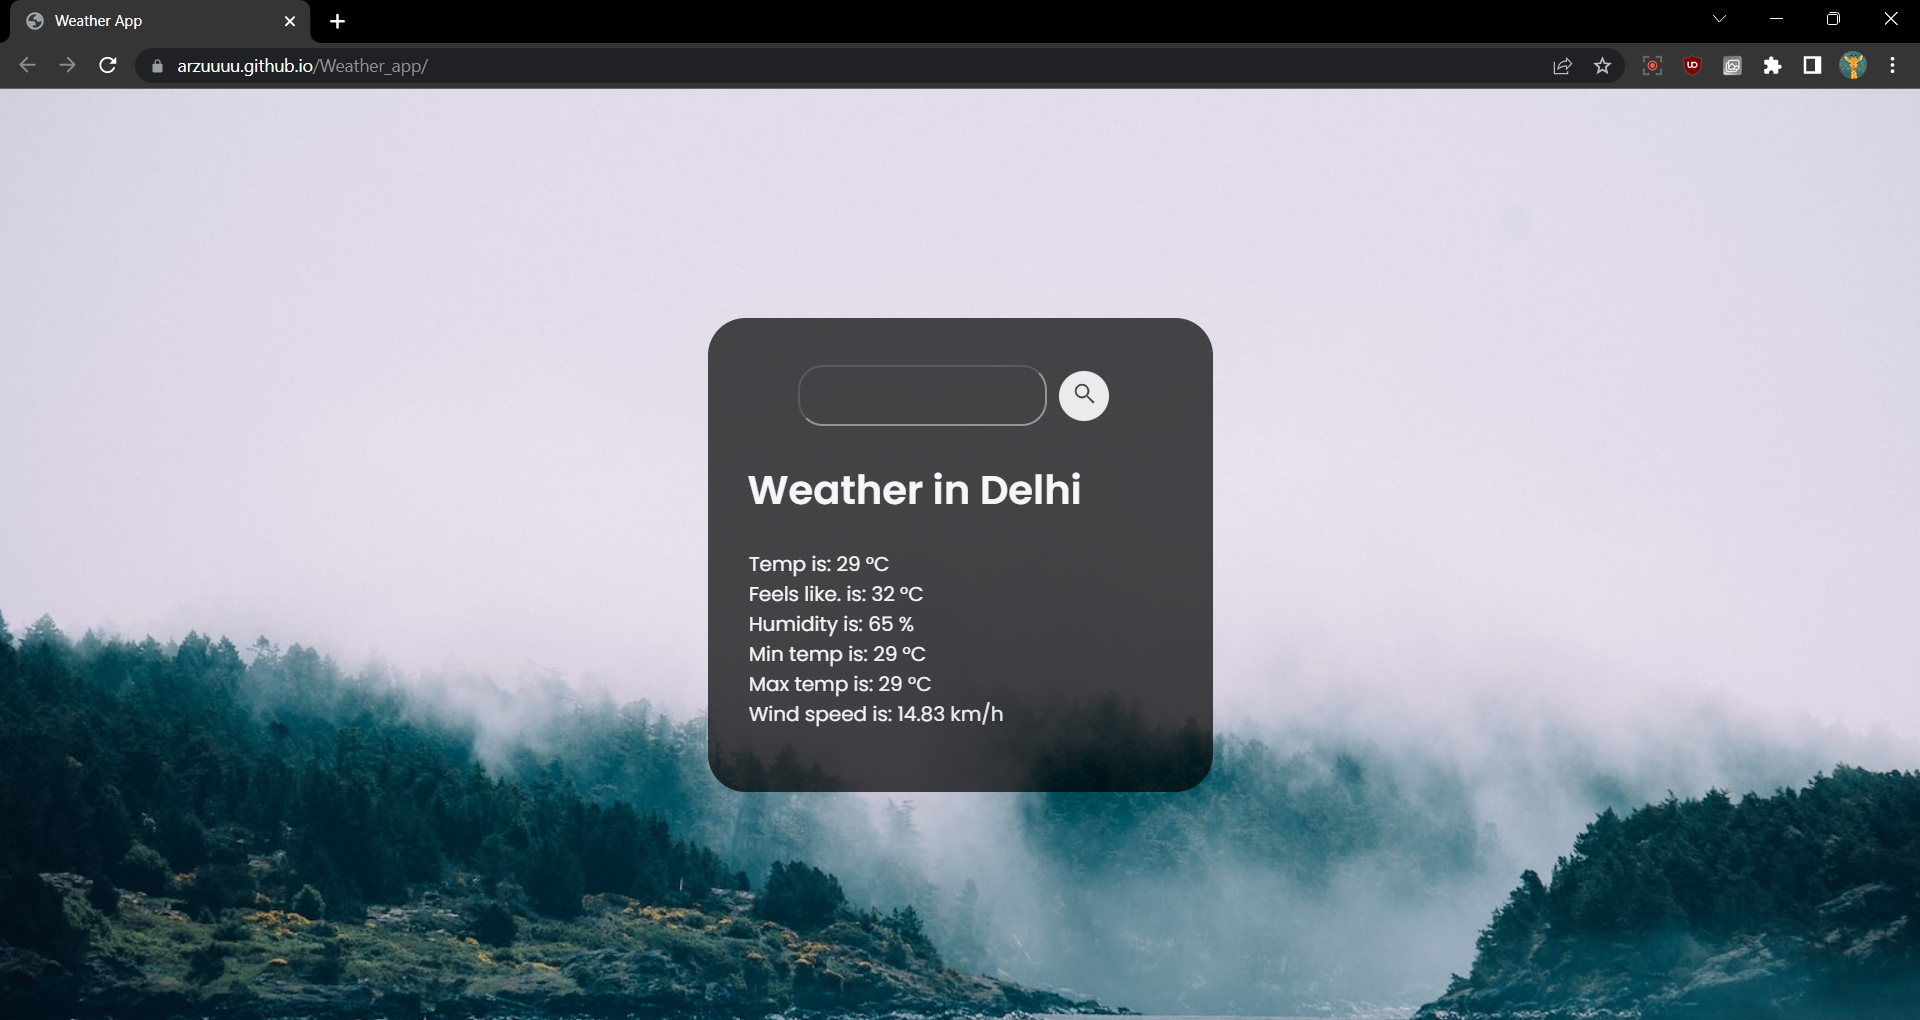 Weather App
arzuuuu.github.io/Weather_app/
Weather in Delhi
Temp is: 29 °C
Feels like. is: 32 °C
Humidity is: 65 %
Min temp is: 29 °C
Max temp is: 29 °C
Wind speed is: 14.83 km/h